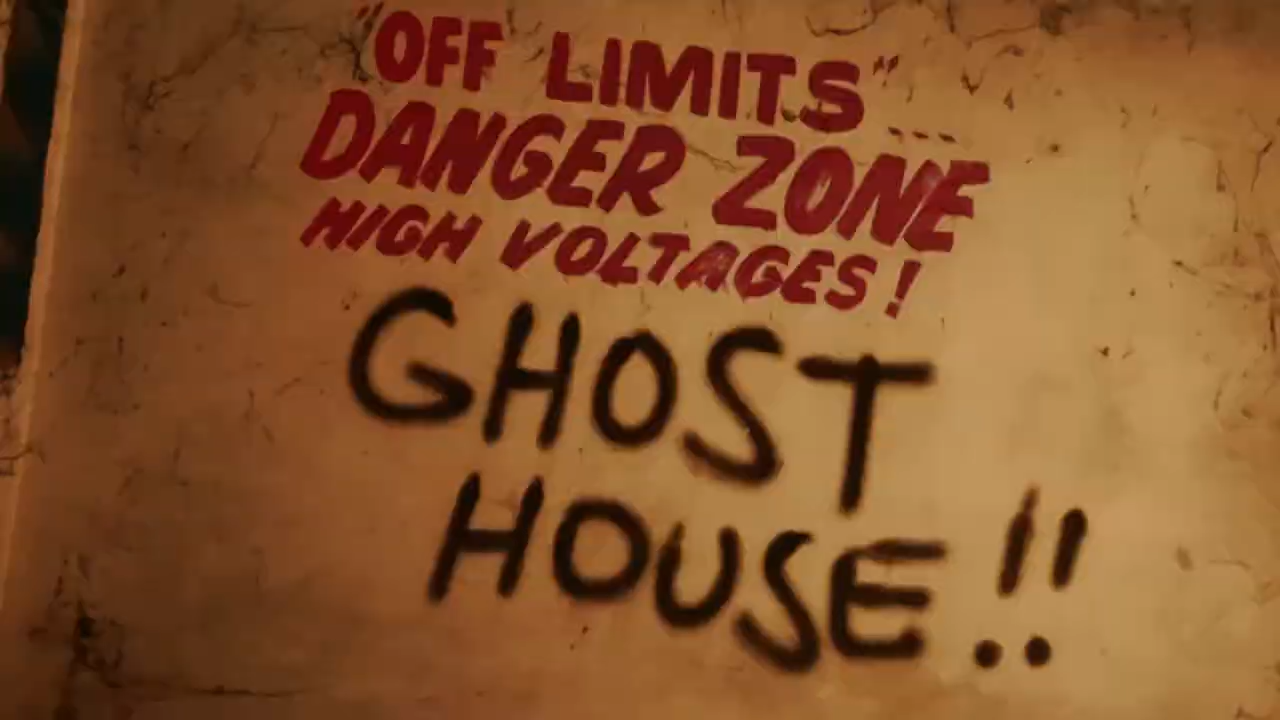 "OFF LIMITS"...
DANGER ZONE
HIGH VOLTAGES!
GHOST
HOUSE!!